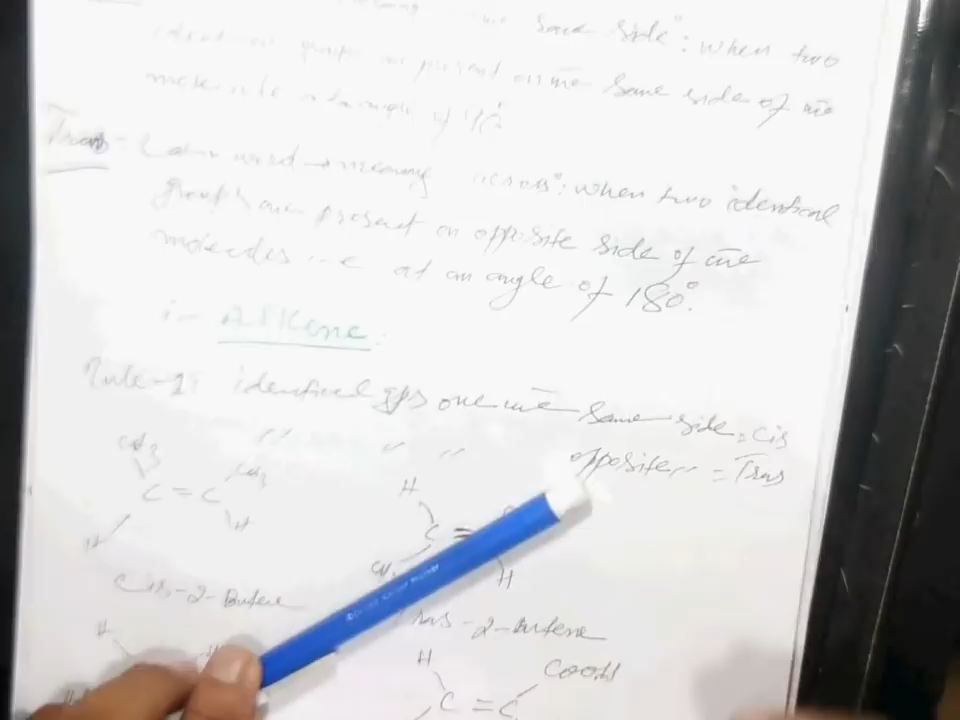 same side": when two
identical groups are present on the same side of the
molecule at an angle of
Trans - Latin word → meaning across": when two identical
groups are present on opposite side of the
molecules i.e at an angle of 180°.
i- Alkene:
Rule-1: identical gps one the same side = cis
" " " " opposite " = Trans
CH3 CH3
C = C
H H
H
C =
CH3 H
Cis-2-Butene
Trans-2-Butene
H
H COOH
C = C